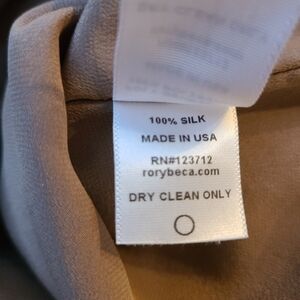 100% SILK
MADE IN USA
RN#123712
rorybeca.com
DRY CLEAN ONLY